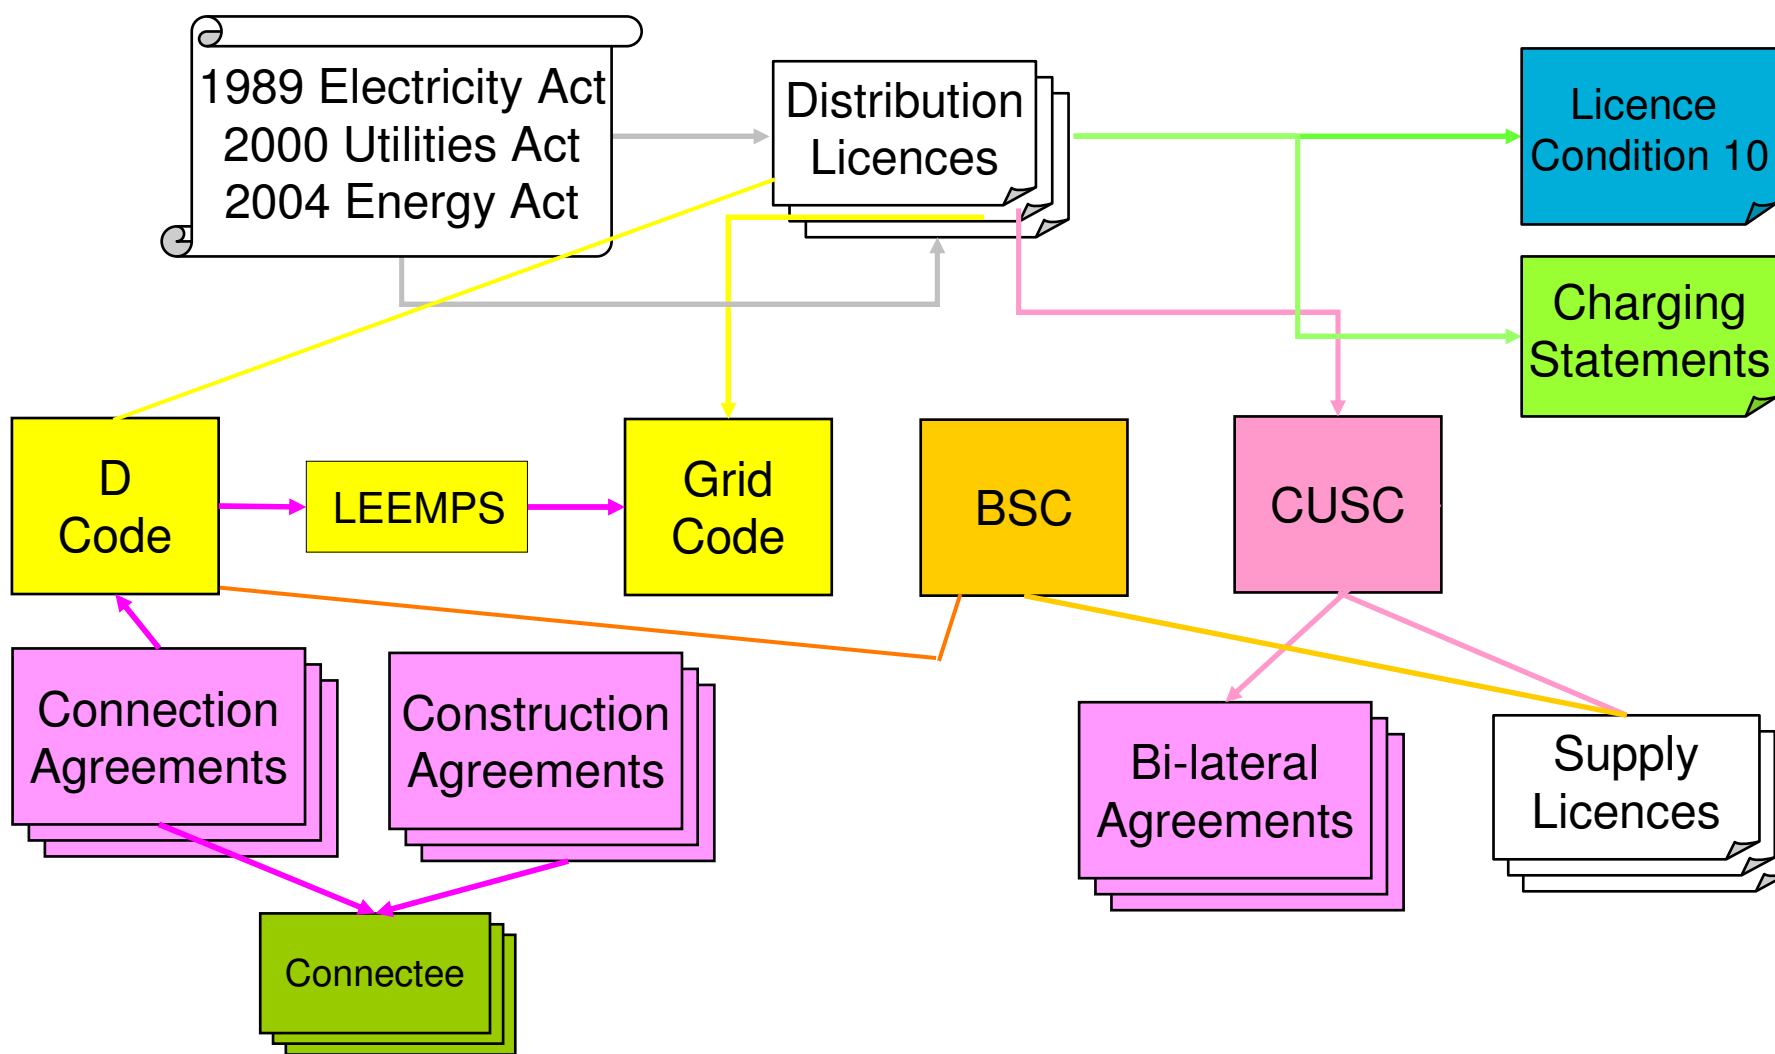 1989 Electricity Act
2000 Utilities Act
2004 Energy Act
Distribution
Licences
Licence
Condition 10
Charging
Statements
D
Code
LEEMPS
Grid
Code
BSC
CUSC
Connection
Agreements
Construction
Agreements
Bi-lateral
Agreements
Supply
Licences
Connectee